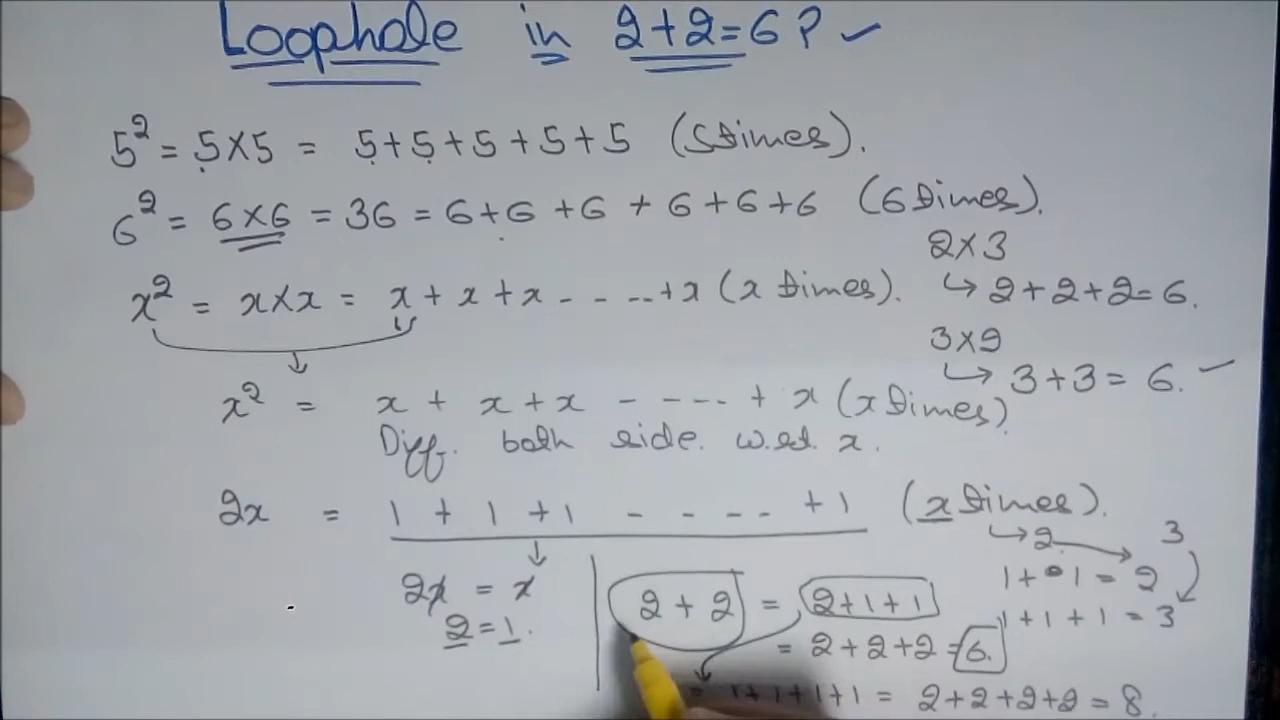 Loophole in 2+2=6?
5² = 5×5 = 5+5+5+5+5 (5times).
6² = 6×6 = 36 = 6+6+6+6+6+6 (6times).
2×3
x² = x×x = x+x+x----+x (x times).
↳ 2+2+2=6.
3×2
↳ 3+3=6.
x² = x+x+x-----+x (x times)
Diff. both side. w.r.t x.
2x = 1+1+1-----+1 (x times).
↳ 2 → 1+1=2
3
1+1+1=3
2x = x
2=1.
2+2 = 2+1+1
= 2+2+2=6.
= 1+1+1+1 = 2+2+2+2=8